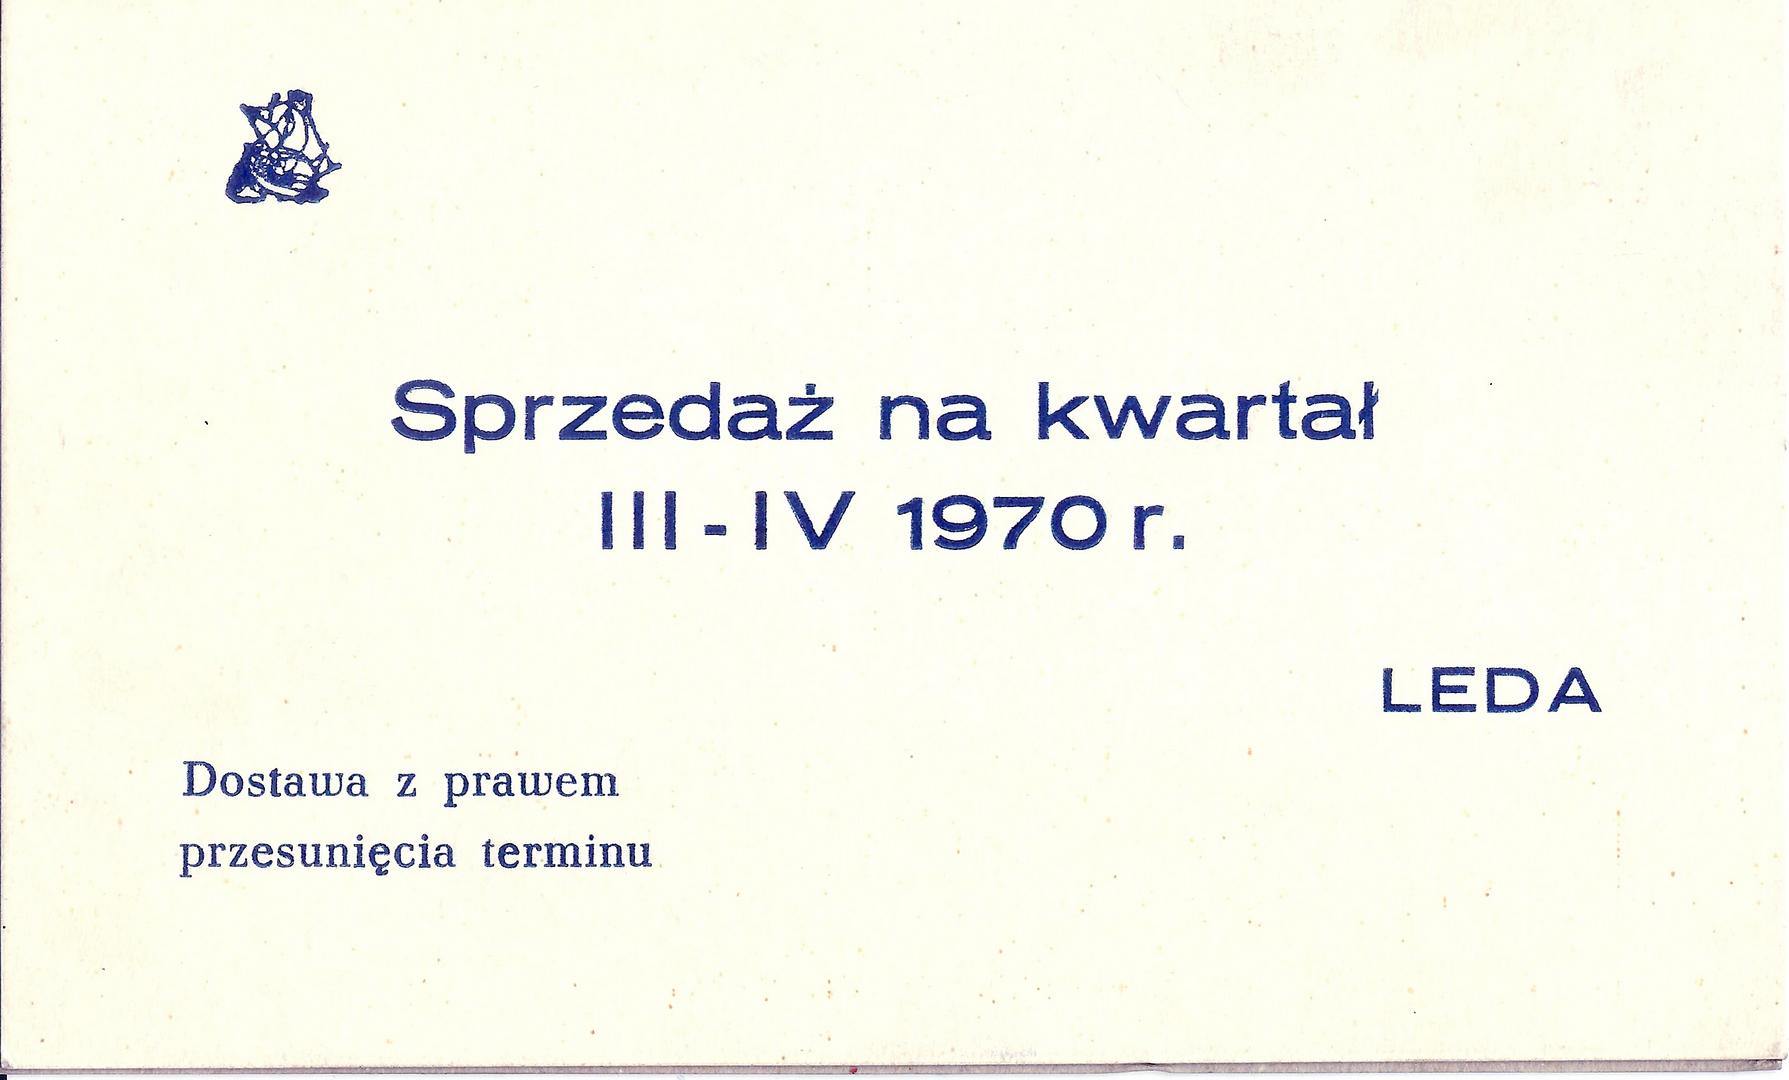 Sprzedaż na kwartał
III-IV 1970 r.
LEDA
Dostawa z prawem
przesunięcia terminu